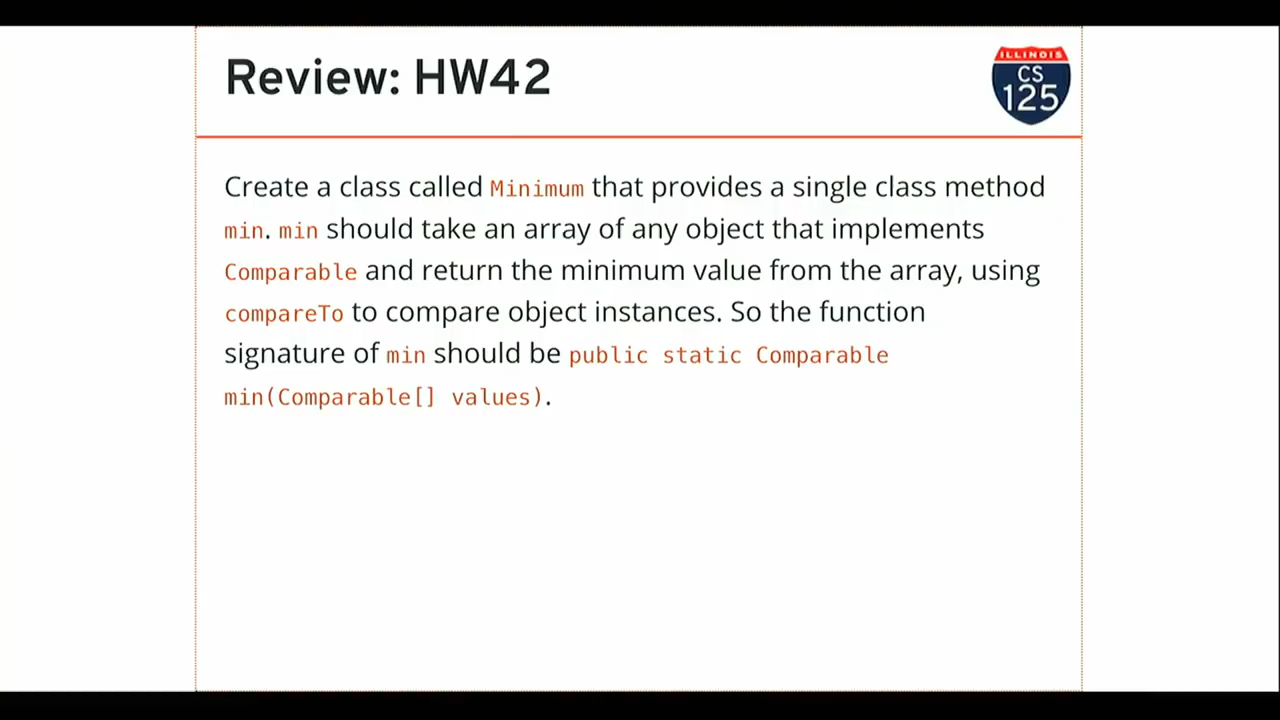 Review: HW42
ILLINOIS
CS
125
Create a class called Minimum that provides a single class method
min. min should take an array of any object that implements
Comparable and return the minimum value from the array, using
compareTo to compare object instances. So the function
signature of min should be public static Comparable
min(Comparable[] values).